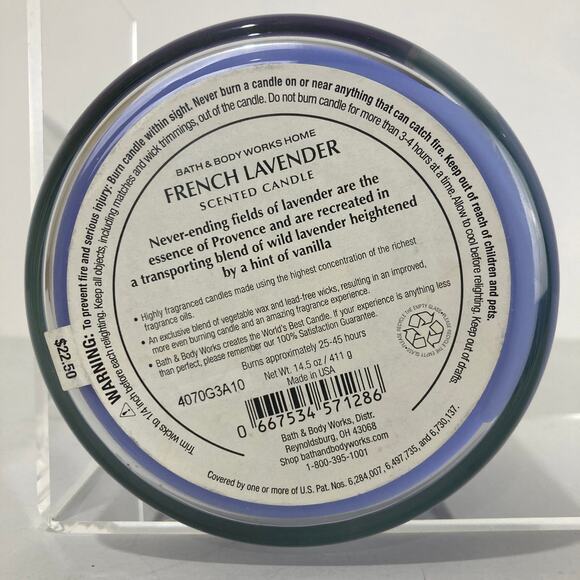 WARNING: To prevent fire and serious injury: Burn candle within sight. Never burn a candle on or near anything that can catch fire. Keep out of reach of children and pets.
Trim wicks to 1/4 inch before each relighting. Keep all objects, including matches and wick trimmings, out of the candle. Do not burn candle for more than 3-4 hours at a time. Allow to cool before relighting. Keep out of drafts.
BATH & BODY WORKS HOME
FRENCH LAVENDER
SCENTED CANDLE
Never-ending fields of lavender are the
essence of Provence and are recreated in
a transporting blend of wild lavender heightened
by a hint of vanilla
• Highly fragranced candles made using the highest concentration of the richest
fragrance oils.
• An exclusive blend of vegetable wax and lead-free wicks, resulting in an improved,
more even burning candle and an amazing fragrance experience.
• Bath & Body Works creates the World's Best Candle. If your experience is anything less
than perfect, please remember our 100% Satisfaction Guarantee.
Burns approximately 25-45 hours
Net Wt. 14.5 oz / 411 g
Made in USA
4070G3A10
0 667534 571286
Bath & Body Works, Distr.
Reynoldsburg, OH 43068
Shop bathandbodyworks.com
1-800-395-1001
Covered by one or more of U.S. Pat. Nos. 6,284,007, 6,497,735, and 6,730,137.
$22.50